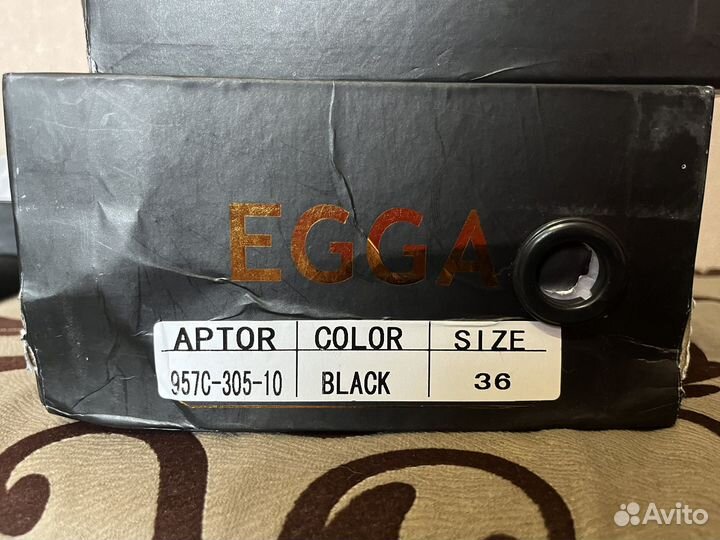 EGGA
APTOR COLOR SIZE
957C-305-10 BLACK 36
Avito